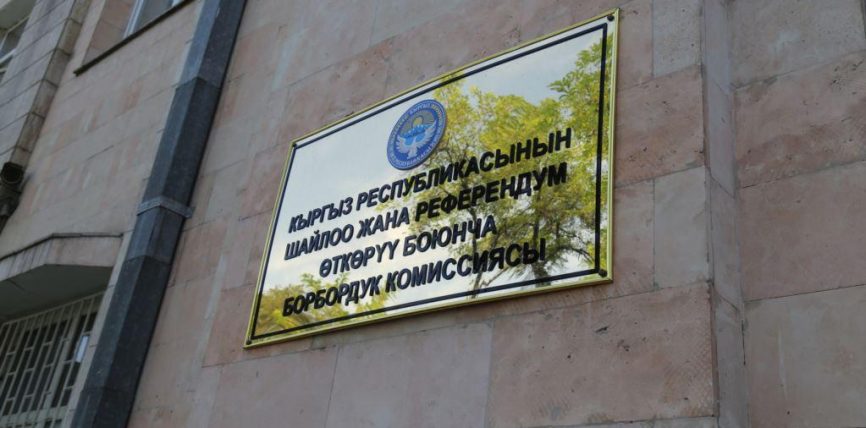 КЫРГЫЗ РЕСПУБЛИКАСЫНЫН
ШАЙЛОО ЖАНА РЕФЕРЕНДУМ
ӨТКӨРҮҮ БОЮНЧА
БОРБОРДУК КОМИССИЯСЫ